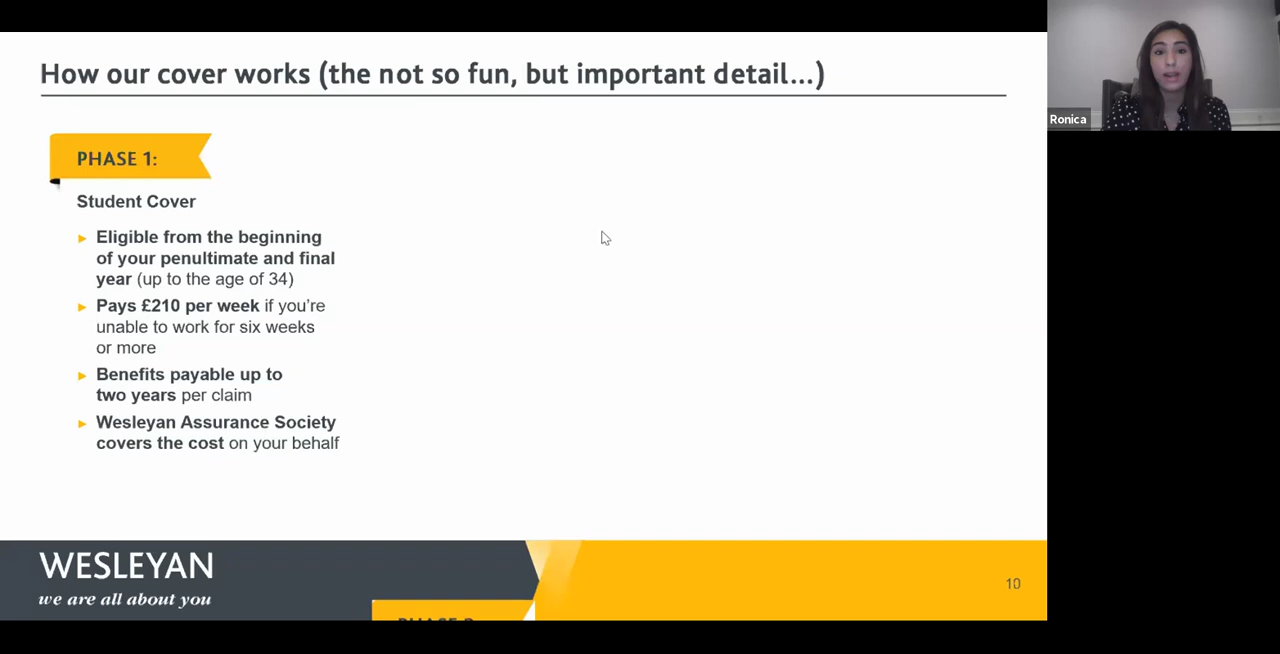 How our cover works (the not so fun, but important detail...)
Ronica
PHASE 1:
Student Cover
Eligible from the beginning
of your penultimate and final
year (up to the age of 34)
Pays £210 per week if you're
unable to work for six weeks
or more
Benefits payable up to
two years per claim
Wesleyan Assurance Society
covers the cost on your behalf
WESLEYAN
we are all about you
10
PHASE